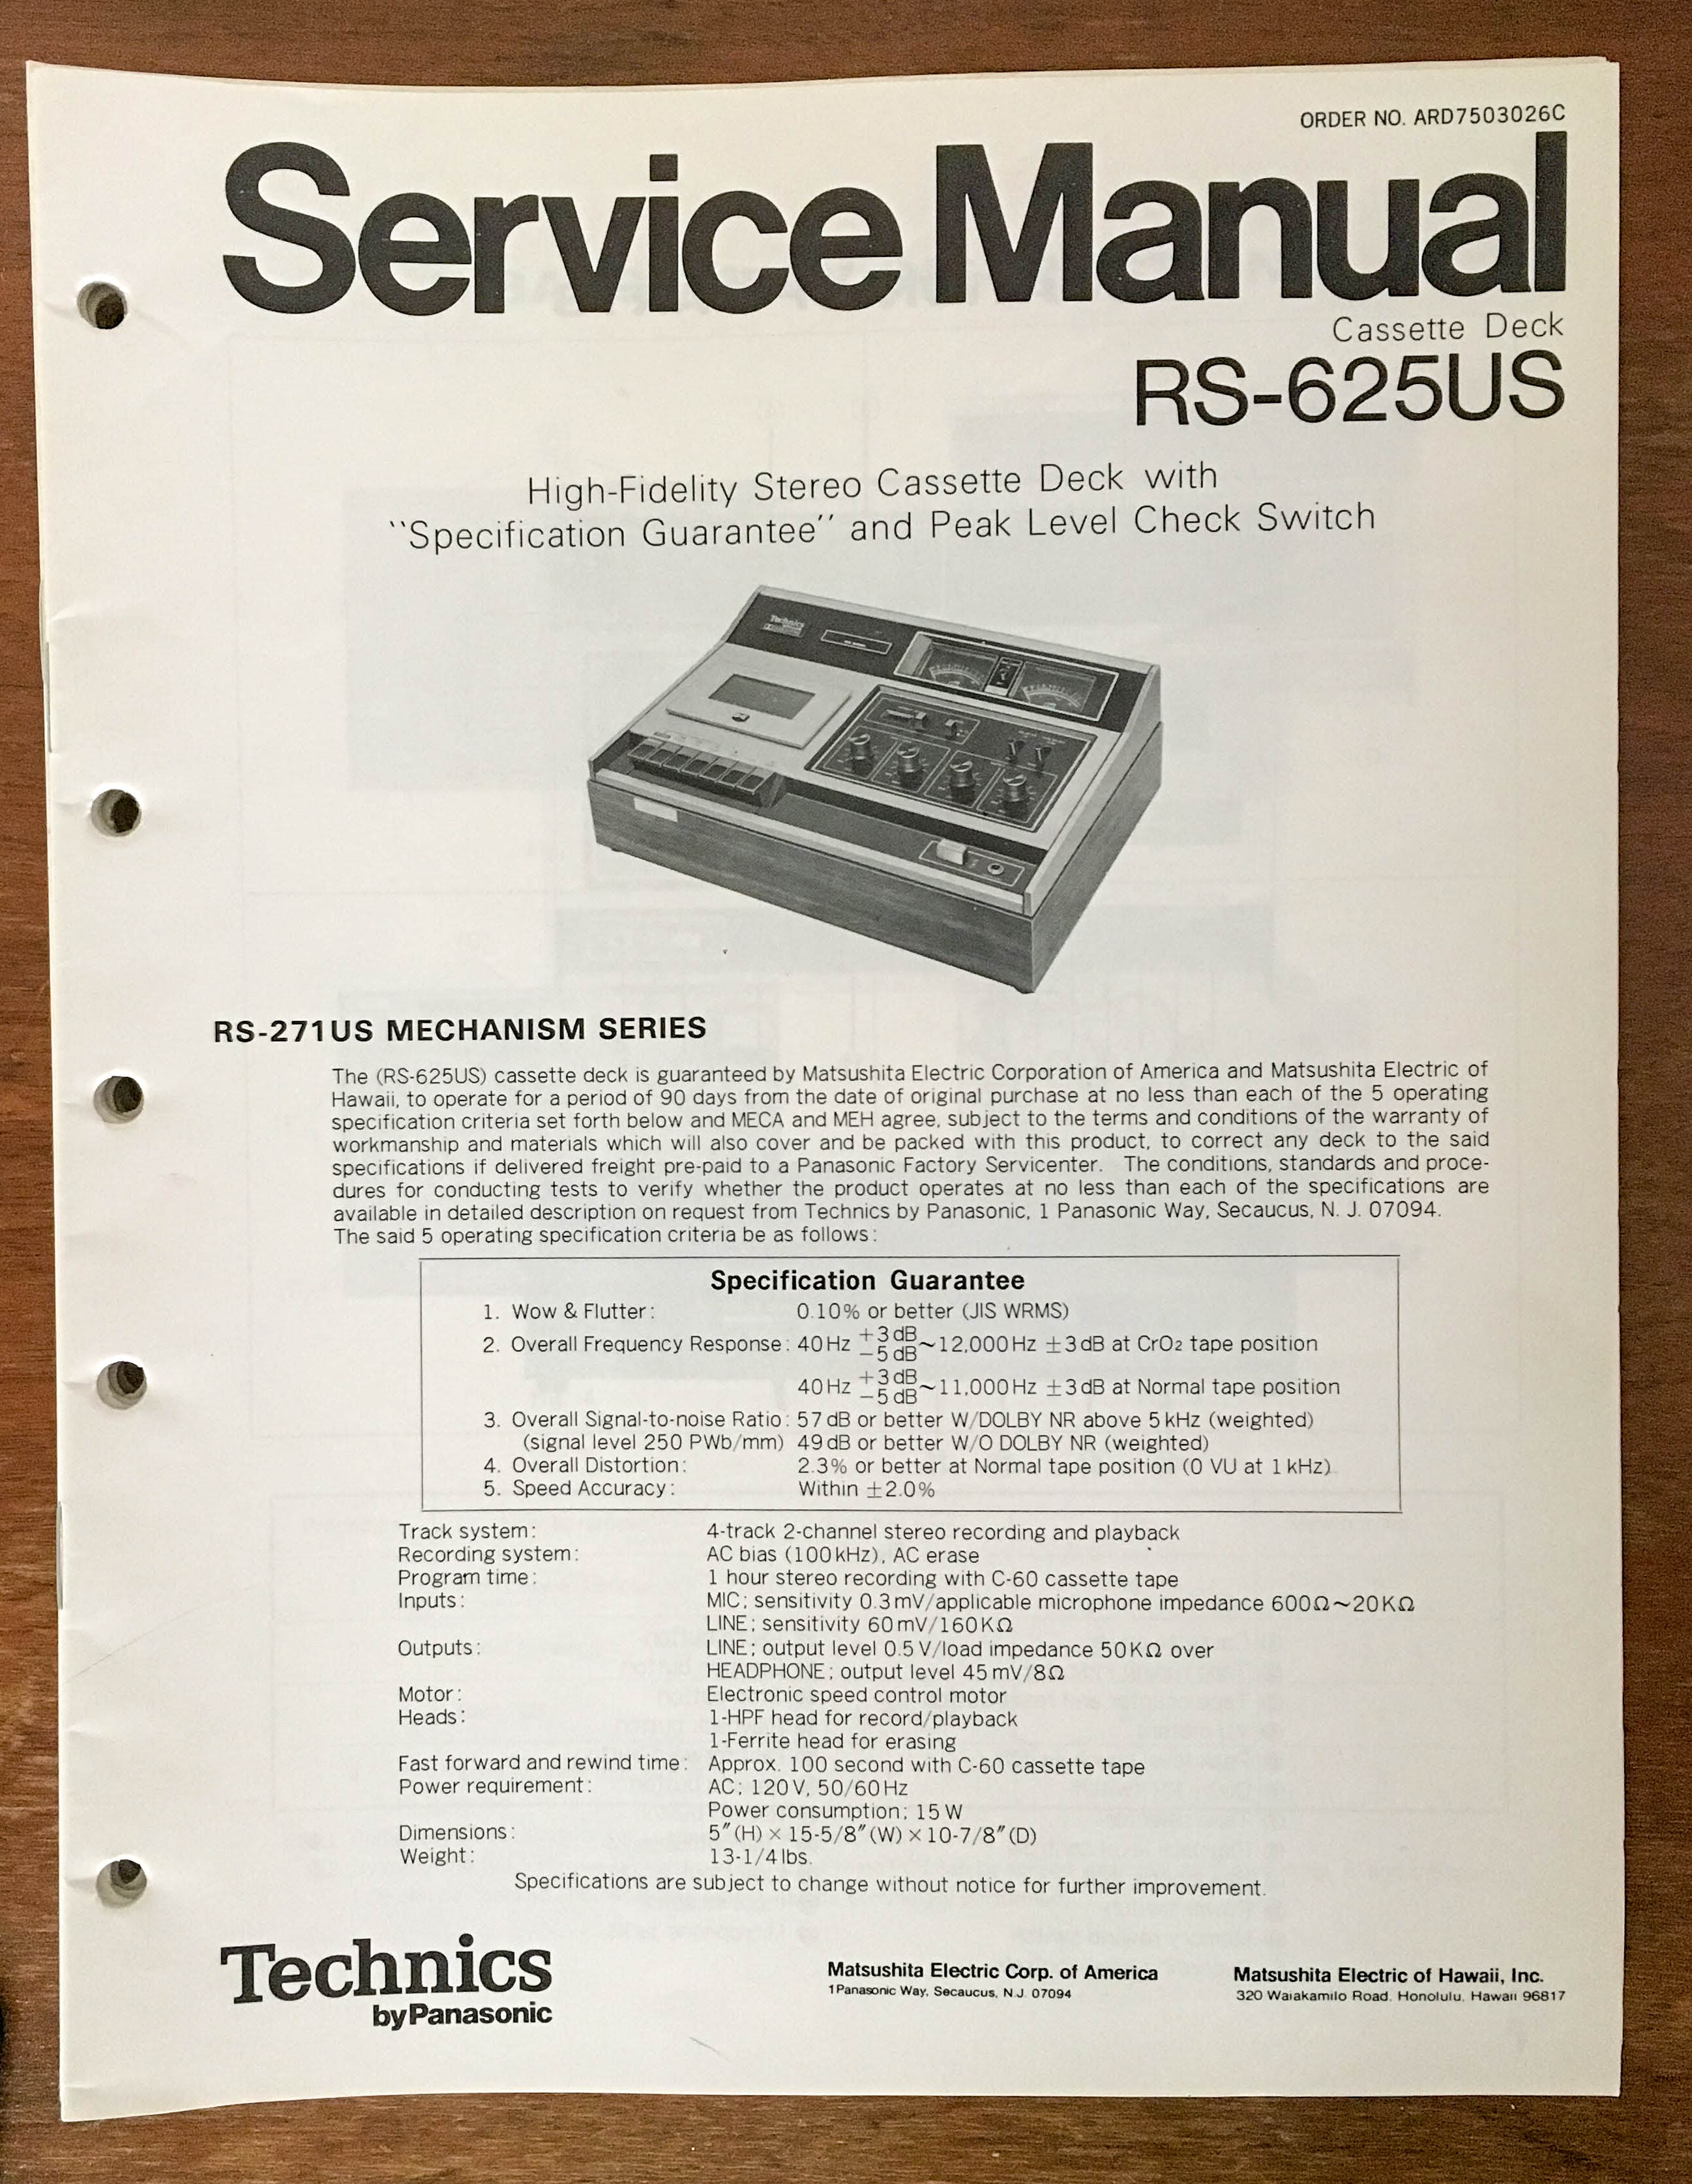 ORDER NO. ARD7503026C
Service Manual
Cassette Deck
RS-625US
High-Fidelity Stereo Cassette Deck with
"Specification Guarantee" and Peak Level Check Switch
Technics
RS-271US MECHANISM SERIES
The (RS-625US) cassette deck is guaranteed by Matsushita Electric Corporation of America and Matsushita Electric of
Hawaii, to operate for a period of 90 days from the date of original purchase at no less than each of the 5 operating
specification criteria set forth below and MECA and MEH agree, subject to the terms and conditions of the warranty of
workmanship and materials which will also cover and be packed with this product, to correct any deck to the said
specifications if delivered freight pre-paid to a Panasonic Factory Servicenter. The conditions, standards and proce-
dures for conducting tests to verify whether the product operates at no less than each of the specifications are
available in detailed description on request from Technics by Panasonic, 1 Panasonic Way, Secaucus, N. J. 07094.
The said 5 operating specification criteria be as follows:
Specification Guarantee
1. Wow & Flutter: 0.10% or better (JIS WRMS)
2. Overall Frequency Response: 40Hz +3dB −5dB ~12,000Hz ±3dB at CrO2 tape position
40Hz +3dB −5dB ~11,000Hz ±3dB at Normal tape position
3. Overall Signal-to-noise Ratio: 57dB or better W/DOLBY NR above 5kHz (weighted)
(signal level 250 PWb/mm) 49dB or better W/O DOLBY NR (weighted)
4. Overall Distortion: 2.3% or better at Normal tape position (0 VU at 1kHz)
5. Speed Accuracy: Within ±2.0%
Track system: 4-track 2-channel stereo recording and playback
Recording system: AC bias (100kHz), AC erase
Program time: 1 hour stereo recording with C-60 cassette tape
Inputs: MIC; sensitivity 0.3mV/applicable microphone impedance 600Ω~20KΩ
LINE; sensitivity 60mV/160KΩ
Outputs: LINE; output level 0.5V/load impedance 50KΩ over
HEADPHONE; output level 45mV/8Ω
Motor: Electronic speed control motor
Heads: 1-HPF head for record/playback
1-Ferrite head for erasing
Fast forward and rewind time: Approx. 100 second with C-60 cassette tape
Power requirement: AC; 120V, 50/60Hz
Power consumption; 15W
Dimensions: 5"(H)×15-5/8"(W)×10-7/8"(D)
Weight: 13-1/4lbs.
Specifications are subject to change without notice for further improvement.
Technics
by Panasonic
Matsushita Electric Corp. of America
1 Panasonic Way, Secaucus, N.J. 07094
Matsushita Electric of Hawaii, Inc.
320 Waiakamilo Road, Honolulu, Hawaii 96817